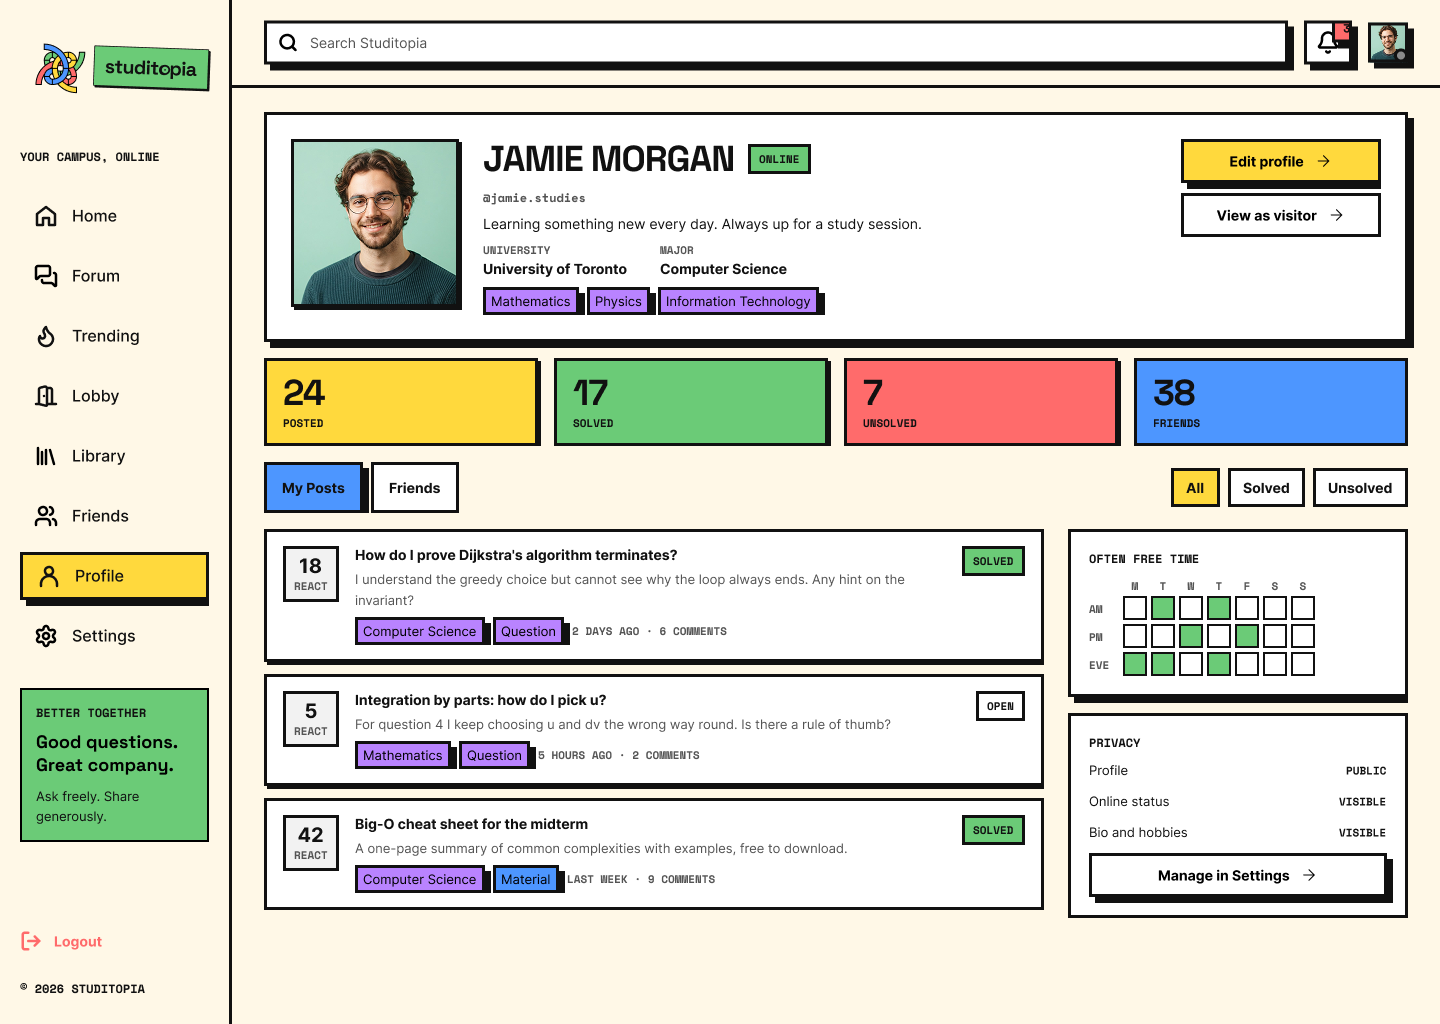 studitopia
Search Studitopia
YOUR CAMPUS, ONLINE
Home
Forum
Trending
Lobby
Library
Friends
Profile
Settings
BETTER TOGETHER
Good questions.
Great company.
Ask freely. Share
generously.
Logout
© 2026 STUDITOPIA
JAMIE MORGAN
ONLINE
@jamie.studies
Learning something new every day. Always up for a study session.
UNIVERSITY MAJOR
University of Toronto Computer Science
Mathematics Physics Information Technology
Edit profile →
View as visitor →
24
POSTED
17
SOLVED
7
UNSOLVED
38
FRIENDS
My Posts Friends
All Solved Unsolved
18
REACT
How do I prove Dijkstra's algorithm terminates?
SOLVED
I understand the greedy choice but cannot see why the loop always ends. Any hint on the
invariant?
Computer Science Question 2 DAYS AGO · 6 COMMENTS
5
REACT
Integration by parts: how do I pick u?
OPEN
For question 4 I keep choosing u and dv the wrong way round. Is there a rule of thumb?
Mathematics Question 5 HOURS AGO · 2 COMMENTS
42
REACT
Big-O cheat sheet for the midterm
SOLVED
A one-page summary of common complexities with examples, free to download.
Computer Science Material LAST WEEK · 9 COMMENTS
OFTEN FREE TIME
M T W T F S S
AM
PM
EVE
PRIVACY
Profile PUBLIC
Online status VISIBLE
Bio and hobbies VISIBLE
Manage in Settings →